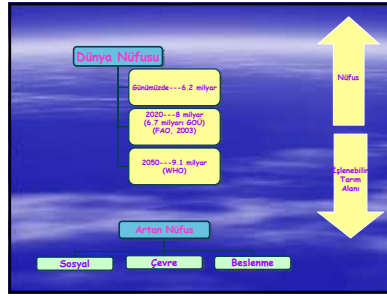 Dünya Nüfusu
Günümüzde---6.2 milyar
2020---8 milyar
(6.7 milyarı GOÜ)
(FAO, 2003)
2050---9.1 milyar
(WHO)
Nüfus
İşlenebilir
Tarım
Alanı
Artan Nüfus
Sosyal
Çevre
Beslenme